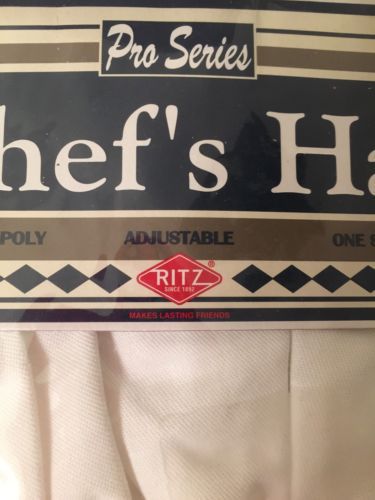 Pro Series
hef's Ha
POLY ADJUSTABLE ONE S
RITZ®
SINCE 1892
MAKES LASTING FRIENDS